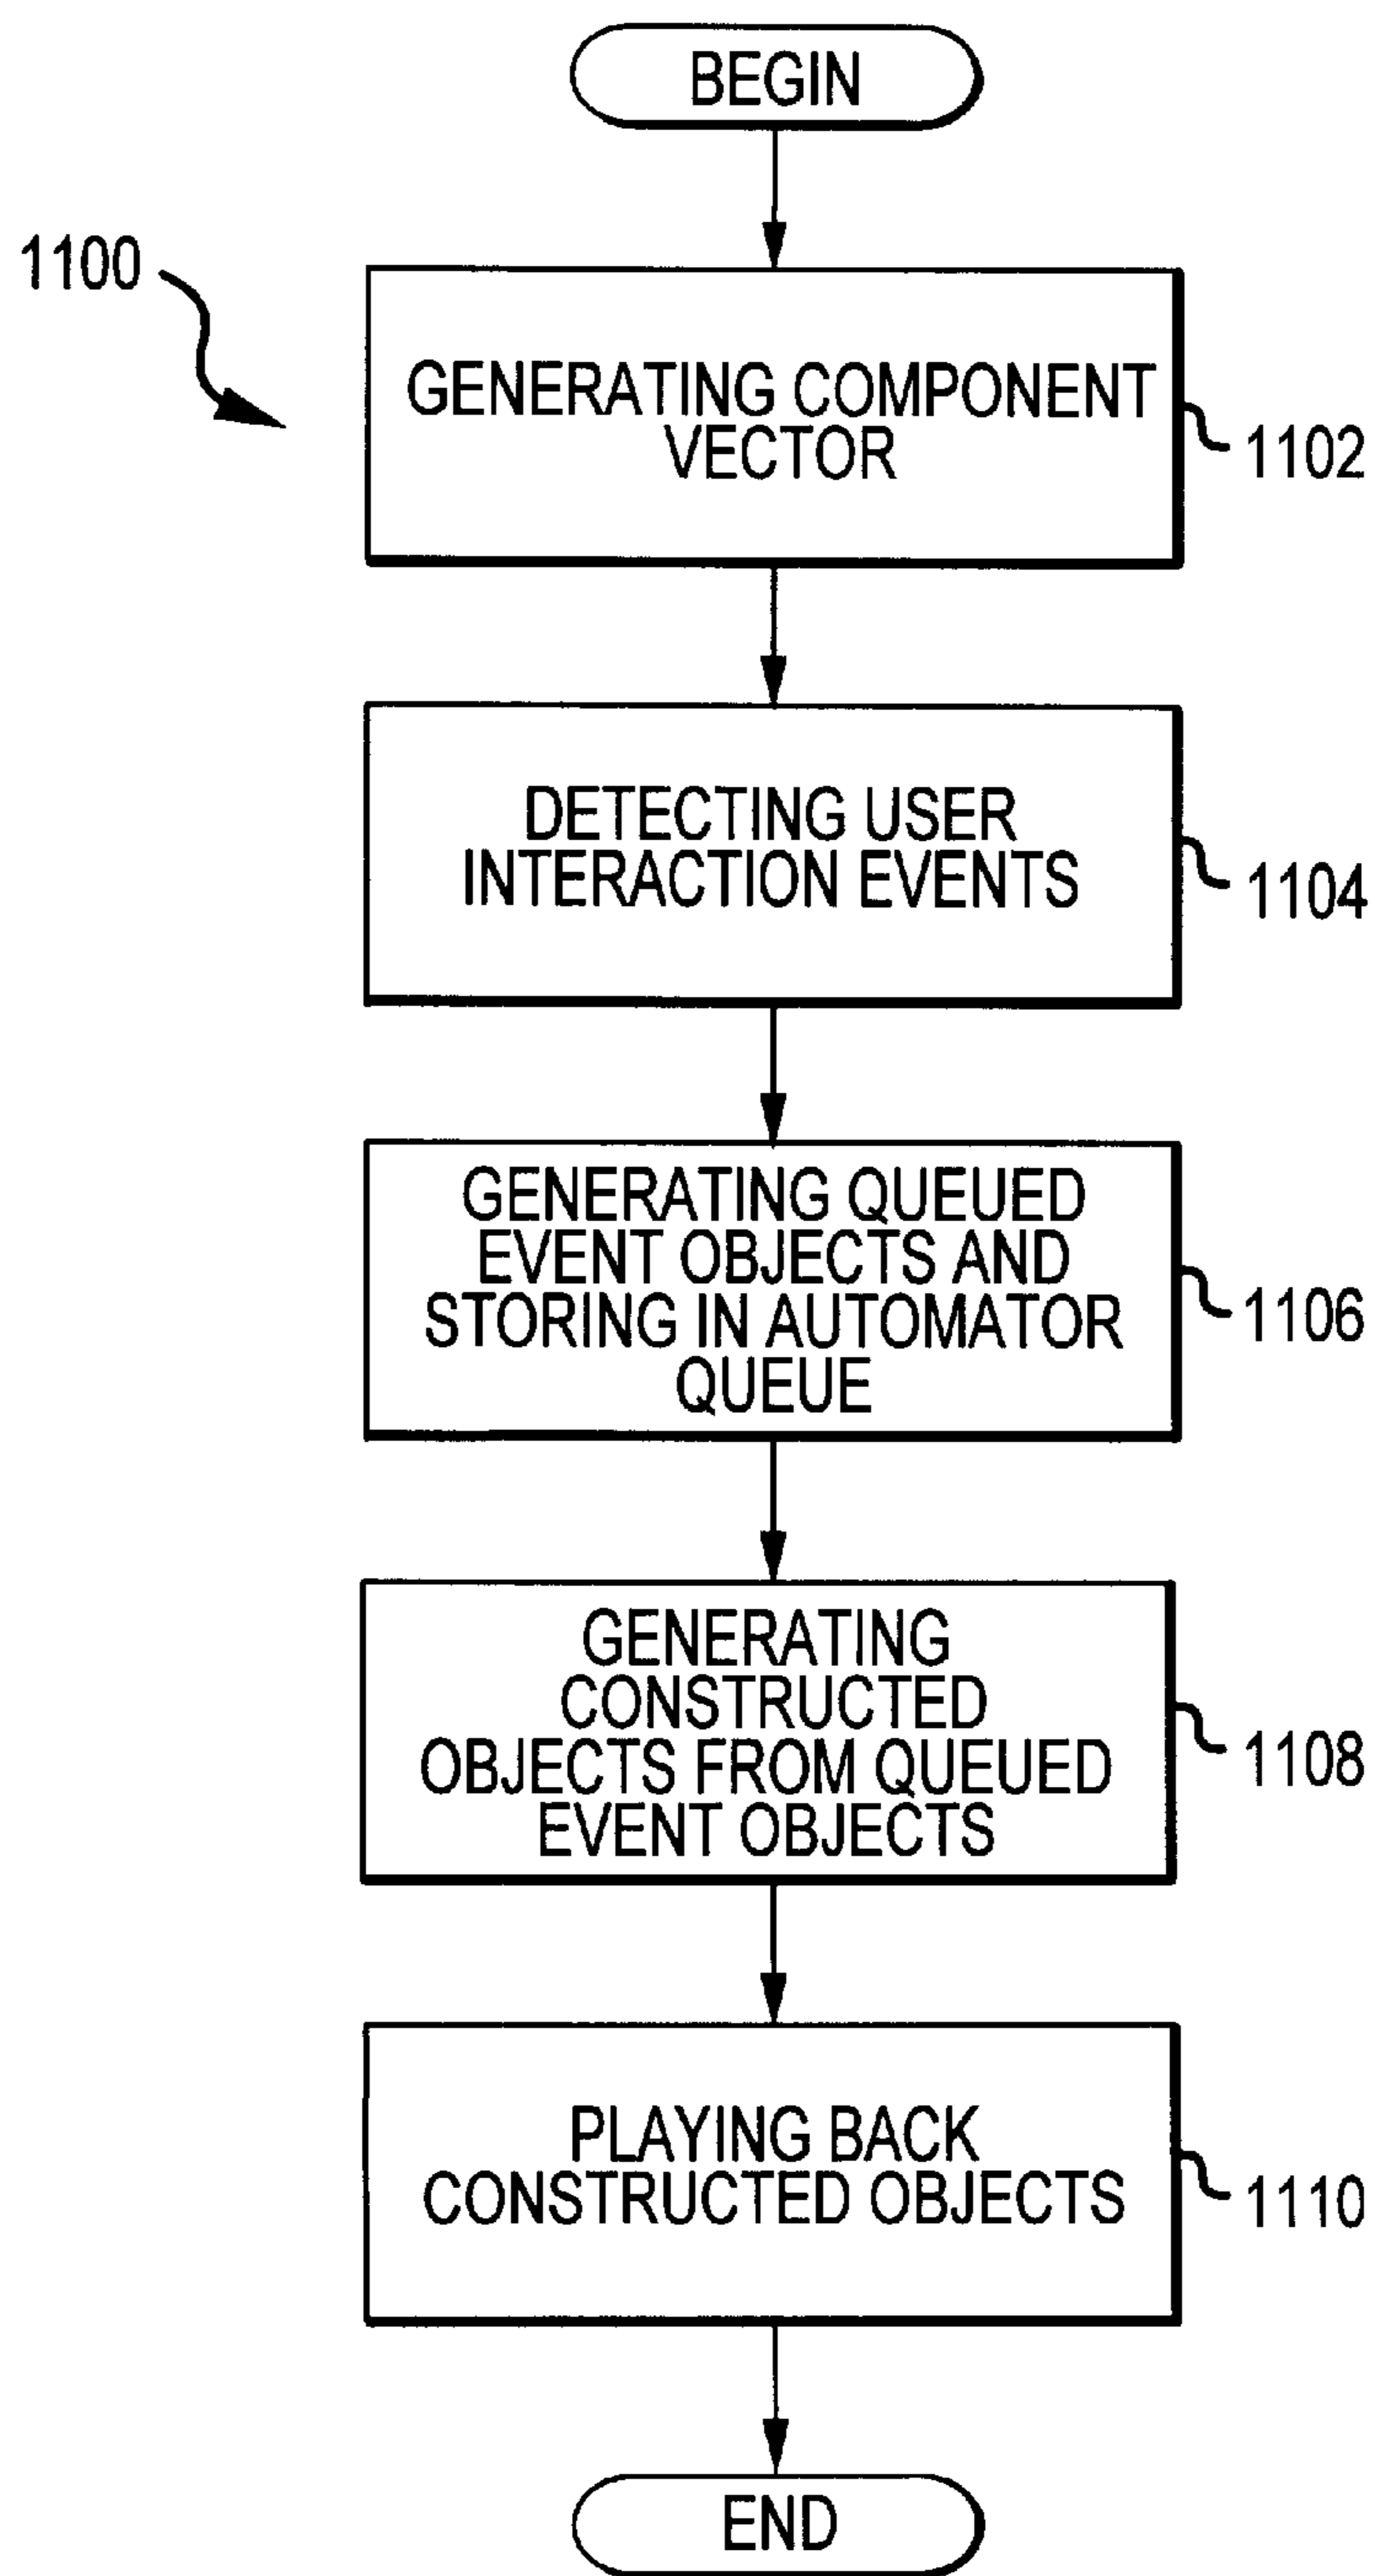 BEGIN
1100
GENERATING COMPONENT
VECTOR
1102
DETECTING USER
INTERACTION EVENTS
1104
GENERATING QUEUED
EVENT OBJECTS AND
STORING IN AUTOMATOR
QUEUE
1106
GENERATING
CONSTRUCTED
OBJECTS FROM QUEUED
EVENT OBJECTS
1108
PLAYING BACK
CONSTRUCTED OBJECTS
1110
END